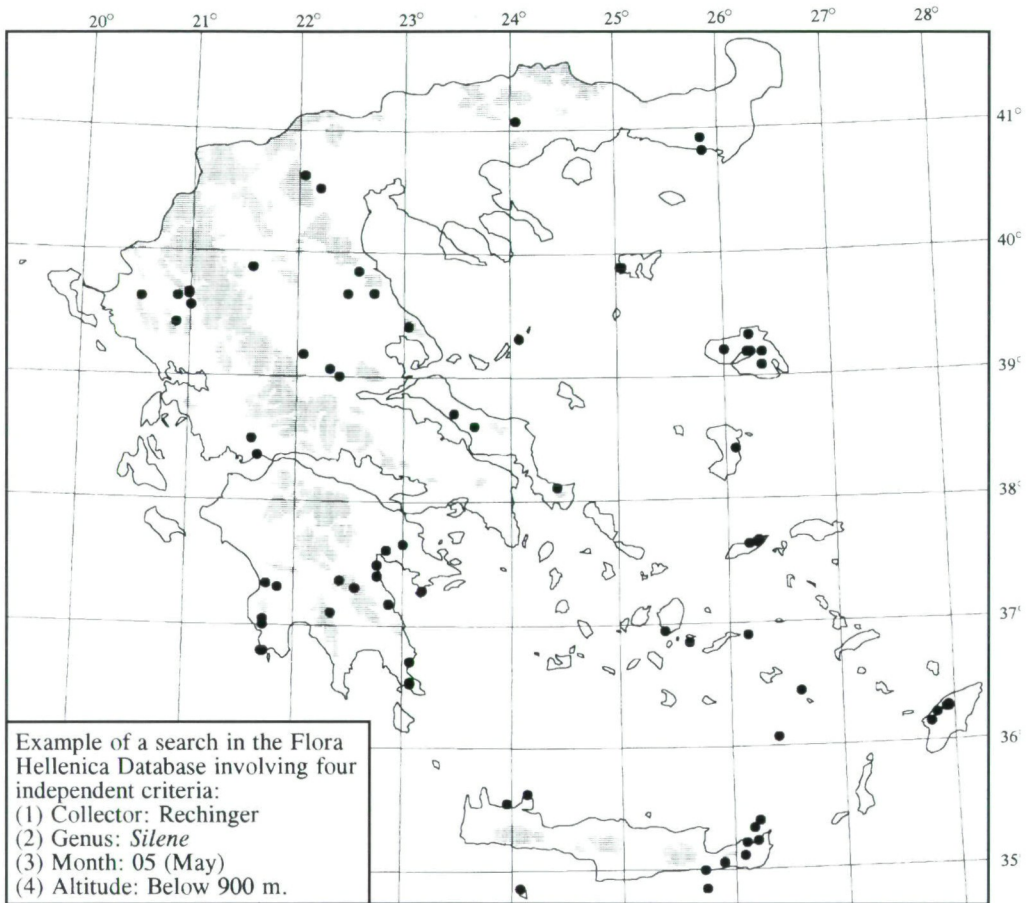 20° 21° 22° 23° 24° 25° 26° 27° 28°
41°
40°
39°
38°
37°
36°
35°
Example of a search in the Flora
Hellenica Database involving four
independent criteria:
(1) Collector: Rechinger
(2) Genus: Silene
(3) Month: 05 (May)
(4) Altitude: Below 900 m.